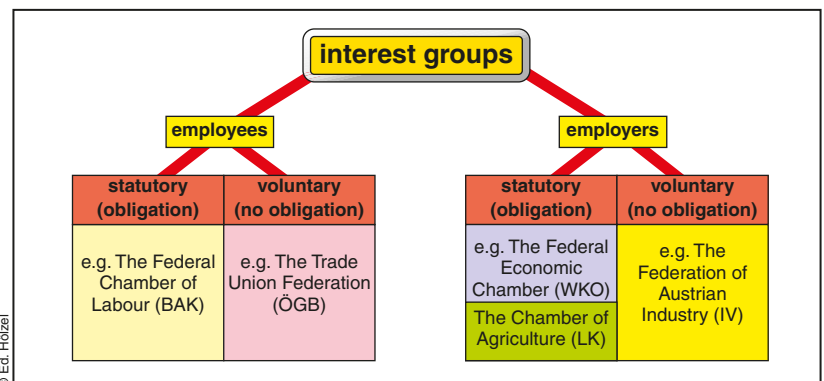 interest groups
employees
employers
statutory
(obligation)
voluntary
(no obligation)
statutory
(obligation)
voluntary
(no obligation)
e.g. The Federal
Chamber of
Labour (BAK)
e.g. The Trade
Union Federation
(ÖGB)
e.g. The Federal
Economic
Chamber (WKO)
The Chamber of
Agriculture (LK)
e.g. The
Federation of
Austrian
Industry (IV)
© Ed. Hölzel